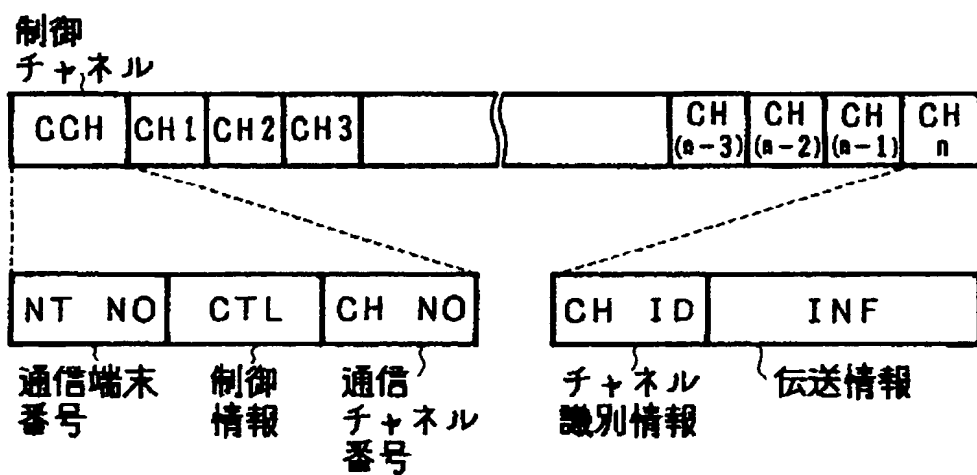 制御
チャネル
CCH CH1 CH2 CH3 CH (n-3) CH (n-2) CH (n-1) CH n
NT NO CTL CH NO CH ID INF
通信端末
番号
制御
情報
通信
チャネル
番号
チャネル
識別情報
伝送情報